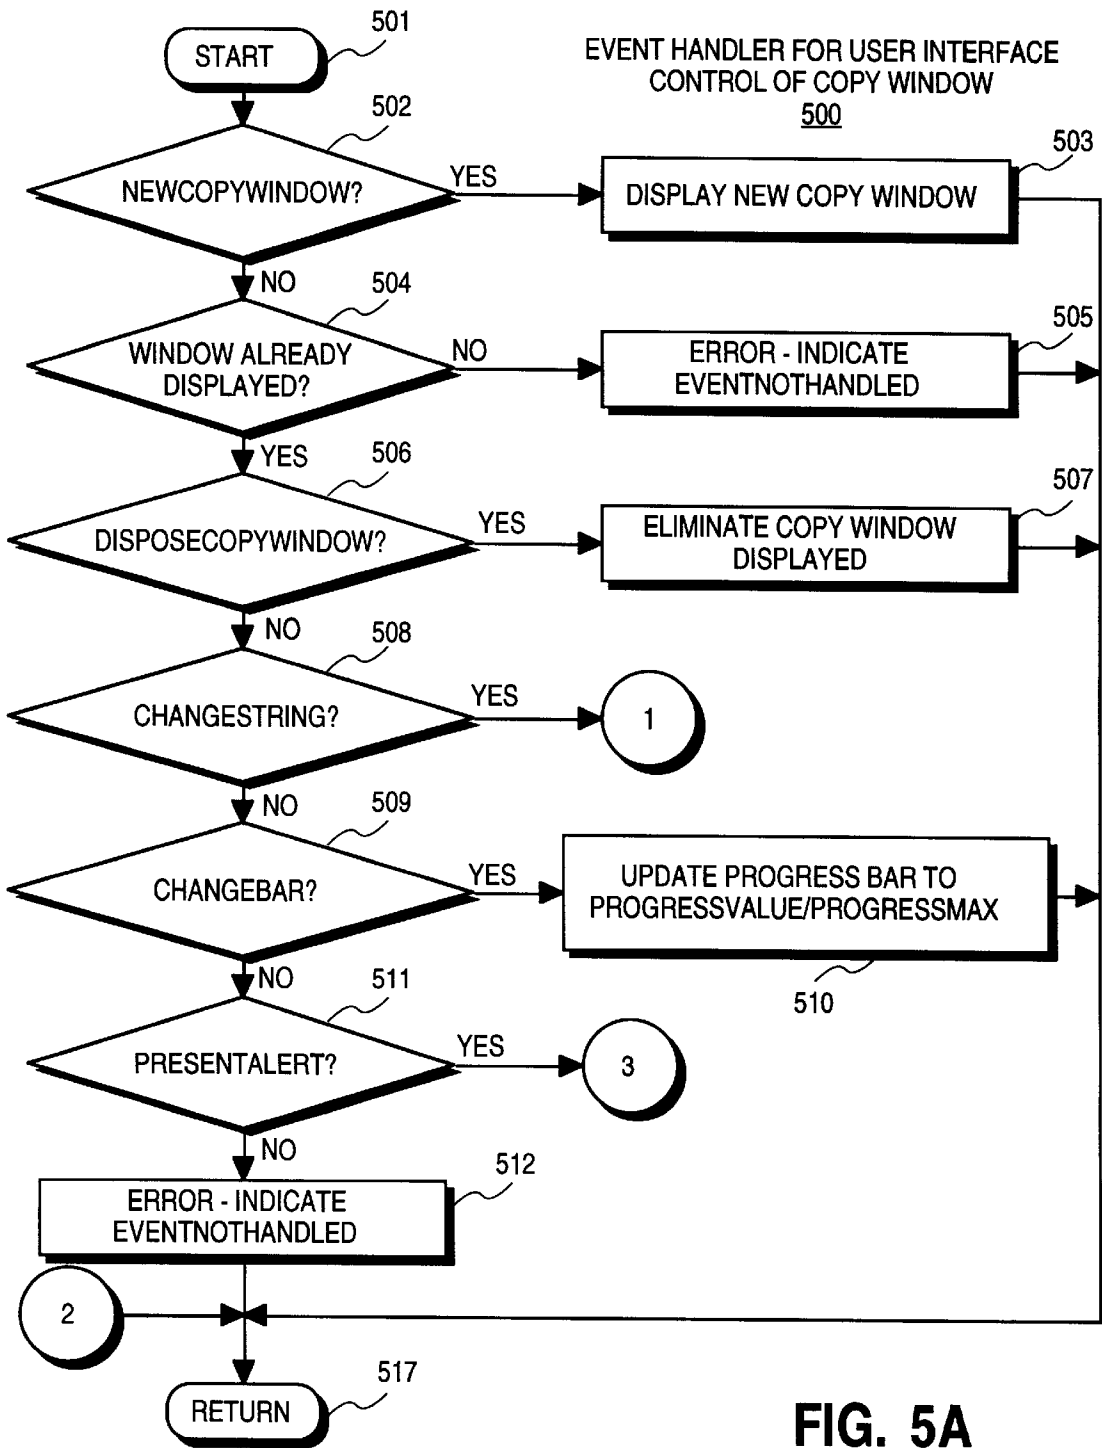 501
START
EVENT HANDLER FOR USER INTERFACE
CONTROL OF COPY WINDOW
500
502
NEWCOPYWINDOW?
YES
503
DISPLAY NEW COPY WINDOW
NO
504
WINDOW ALREADY
DISPLAYED?
NO
505
ERROR - INDICATE
EVENTNOTHANDLED
YES
506
DISPOSECOPYWINDOW?
YES
507
ELIMINATE COPY WINDOW
DISPLAYED
NO
508
CHANGESTRING?
YES
1
NO
509
CHANGEBAR?
YES
UPDATE PROGRESS BAR TO
PROGRESSVALUE/PROGRESSMAX
510
NO
511
PRESENTALERT?
YES
3
NO
512
ERROR - INDICATE
EVENTNOTHANDLED
2
517
RETURN
FIG. 5A